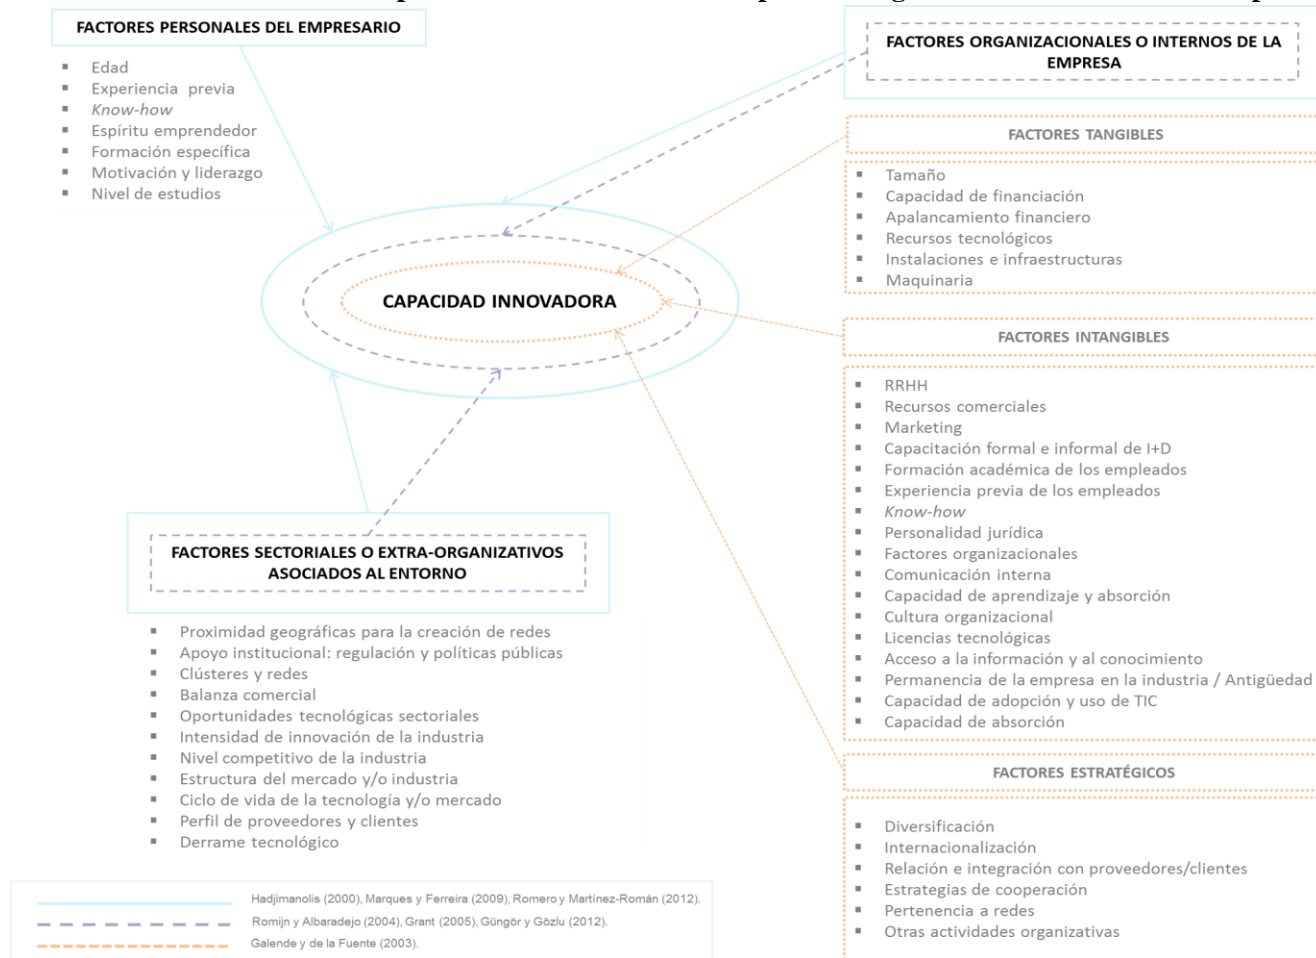 FACTORES PERSONALES DEL EMPRESARIO
Edad
Experiencia previa
Know-how
Espíritu emprendedor
Formación específica
Motivación y liderazgo
Nivel de estudios
FACTORES ORGANIZACIONALES O INTERNOS DE LA
EMPRESA
FACTORES TANGIBLES
Tamaño
Capacidad de financiación
Apalancamiento financiero
Recursos tecnológicos
Instalaciones e infraestructuras
Maquinaria
CAPACIDAD INNOVADORA
FACTORES INTANGIBLES
RRHH
Recursos comerciales
Marketing
Capacitación formal e informal de I+D
Formación académica de los empleados
Experiencia previa de los empleados
Know-how
Personalidad jurídica
Factores organizacionales
Comunicación interna
Capacidad de aprendizaje y absorción
Cultura organizacional
Licencias tecnológicas
Acceso a la información y al conocimiento
Permanencia de la empresa en la industria / Antigüedad
Capacidad de adopción y uso de TIC
Capacidad de absorción
FACTORES SECTORIALES O EXTRA-ORGANIZATIVOS
ASOCIADOS AL ENTORNO
Proximidad geográficas para la creación de redes
Apoyo institucional: regulación y políticas públicas
Clústeres y redes
Balanza comercial
Oportunidades tecnológicas sectoriales
Intensidad de innovación de la industria
Nivel competitivo de la industria
Estructura del mercado y/o industria
Ciclo de vida de la tecnología y/o mercado
Perfil de proveedores y clientes
Derrame tecnológico
FACTORES ESTRATÉGICOS
Diversificación
Internacionalización
Relación e integración con proveedores/clientes
Estrategias de cooperación
Pertenencia a redes
Otras actividades organizativas
Hadjimanolis (2000), Marques y Ferreira (2009), Romero y Martínez-Román (2012).
Romijn y Albaradejo (2004), Grant (2005), Güngör y Gözlu (2012).
Galende y de la Fuente (2003).